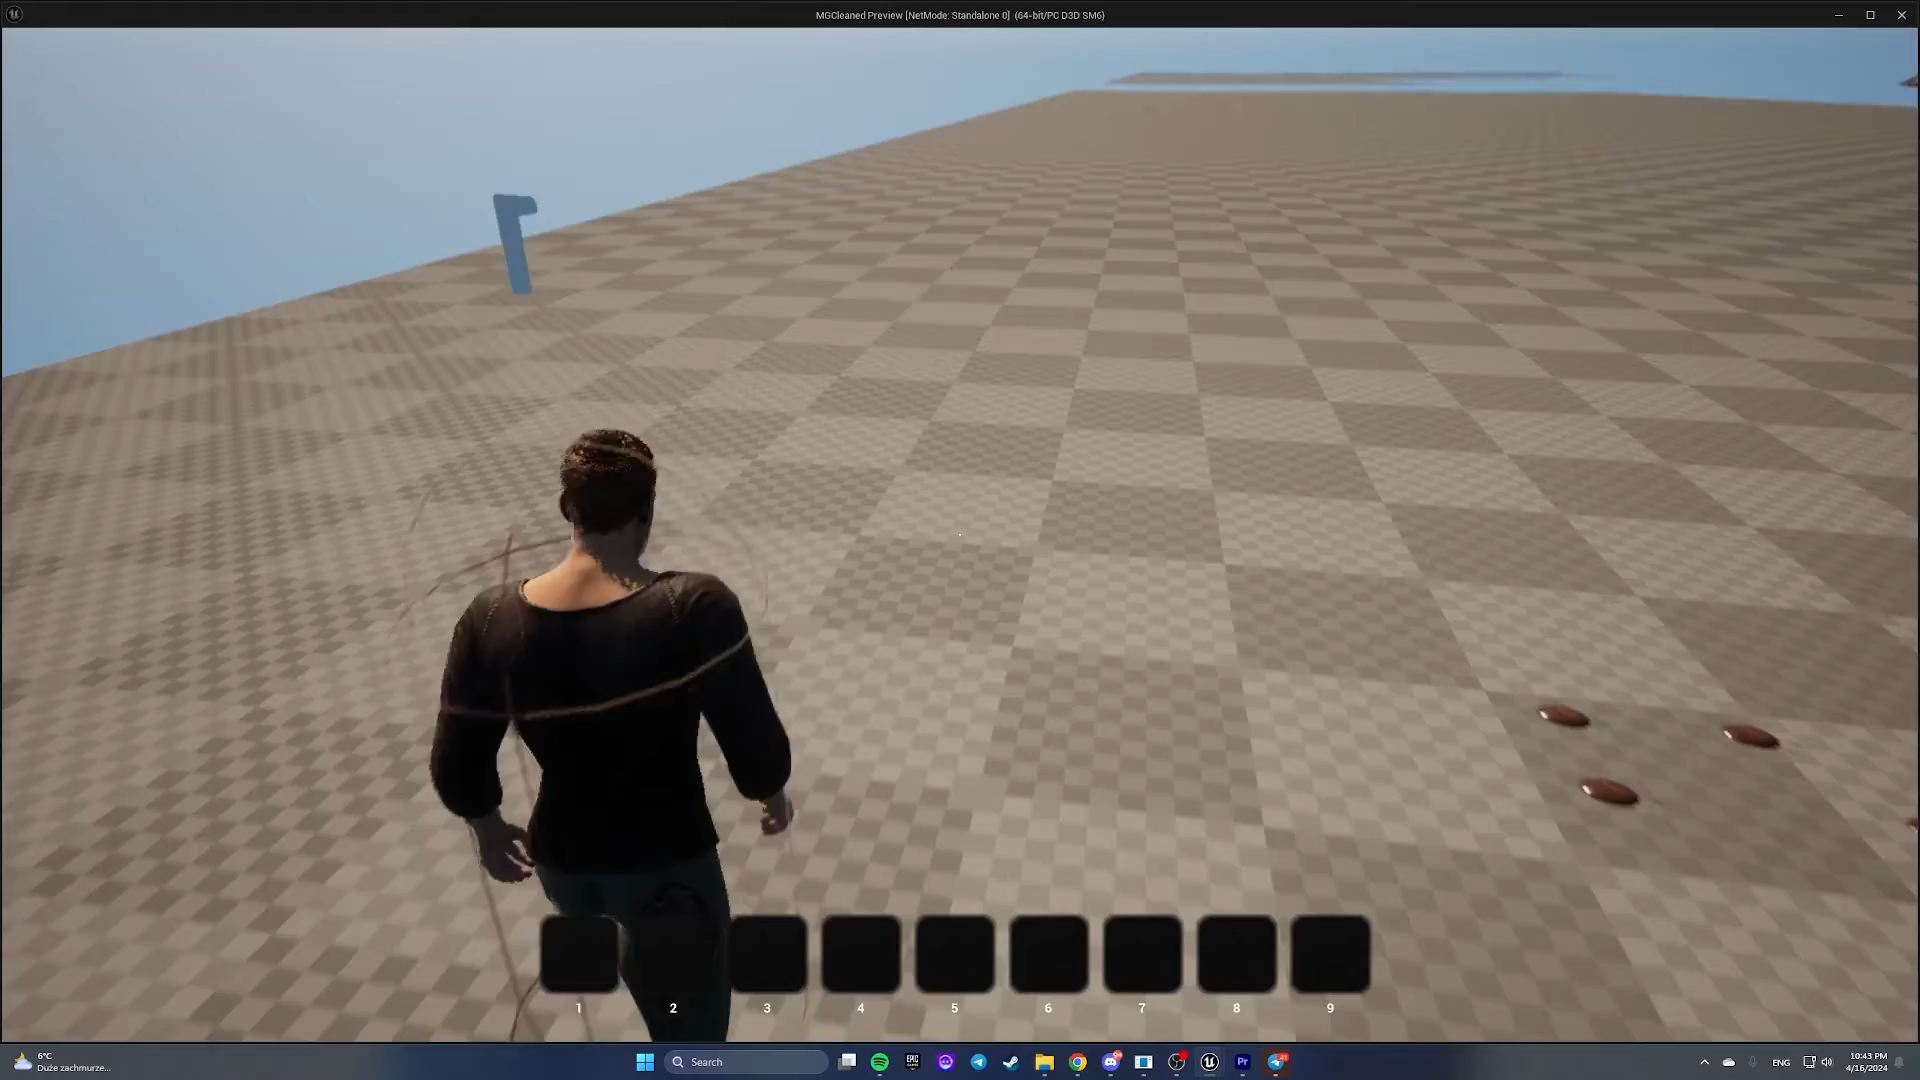 MGCleaned Preview [NetMode: Standalone 0]  (64-bit/PC D3D SM6)
1 2 3 4 5 6 7 8 9
6°C
Duże zachmurze...
Search
ENG
10:43 PM
4/16/2024